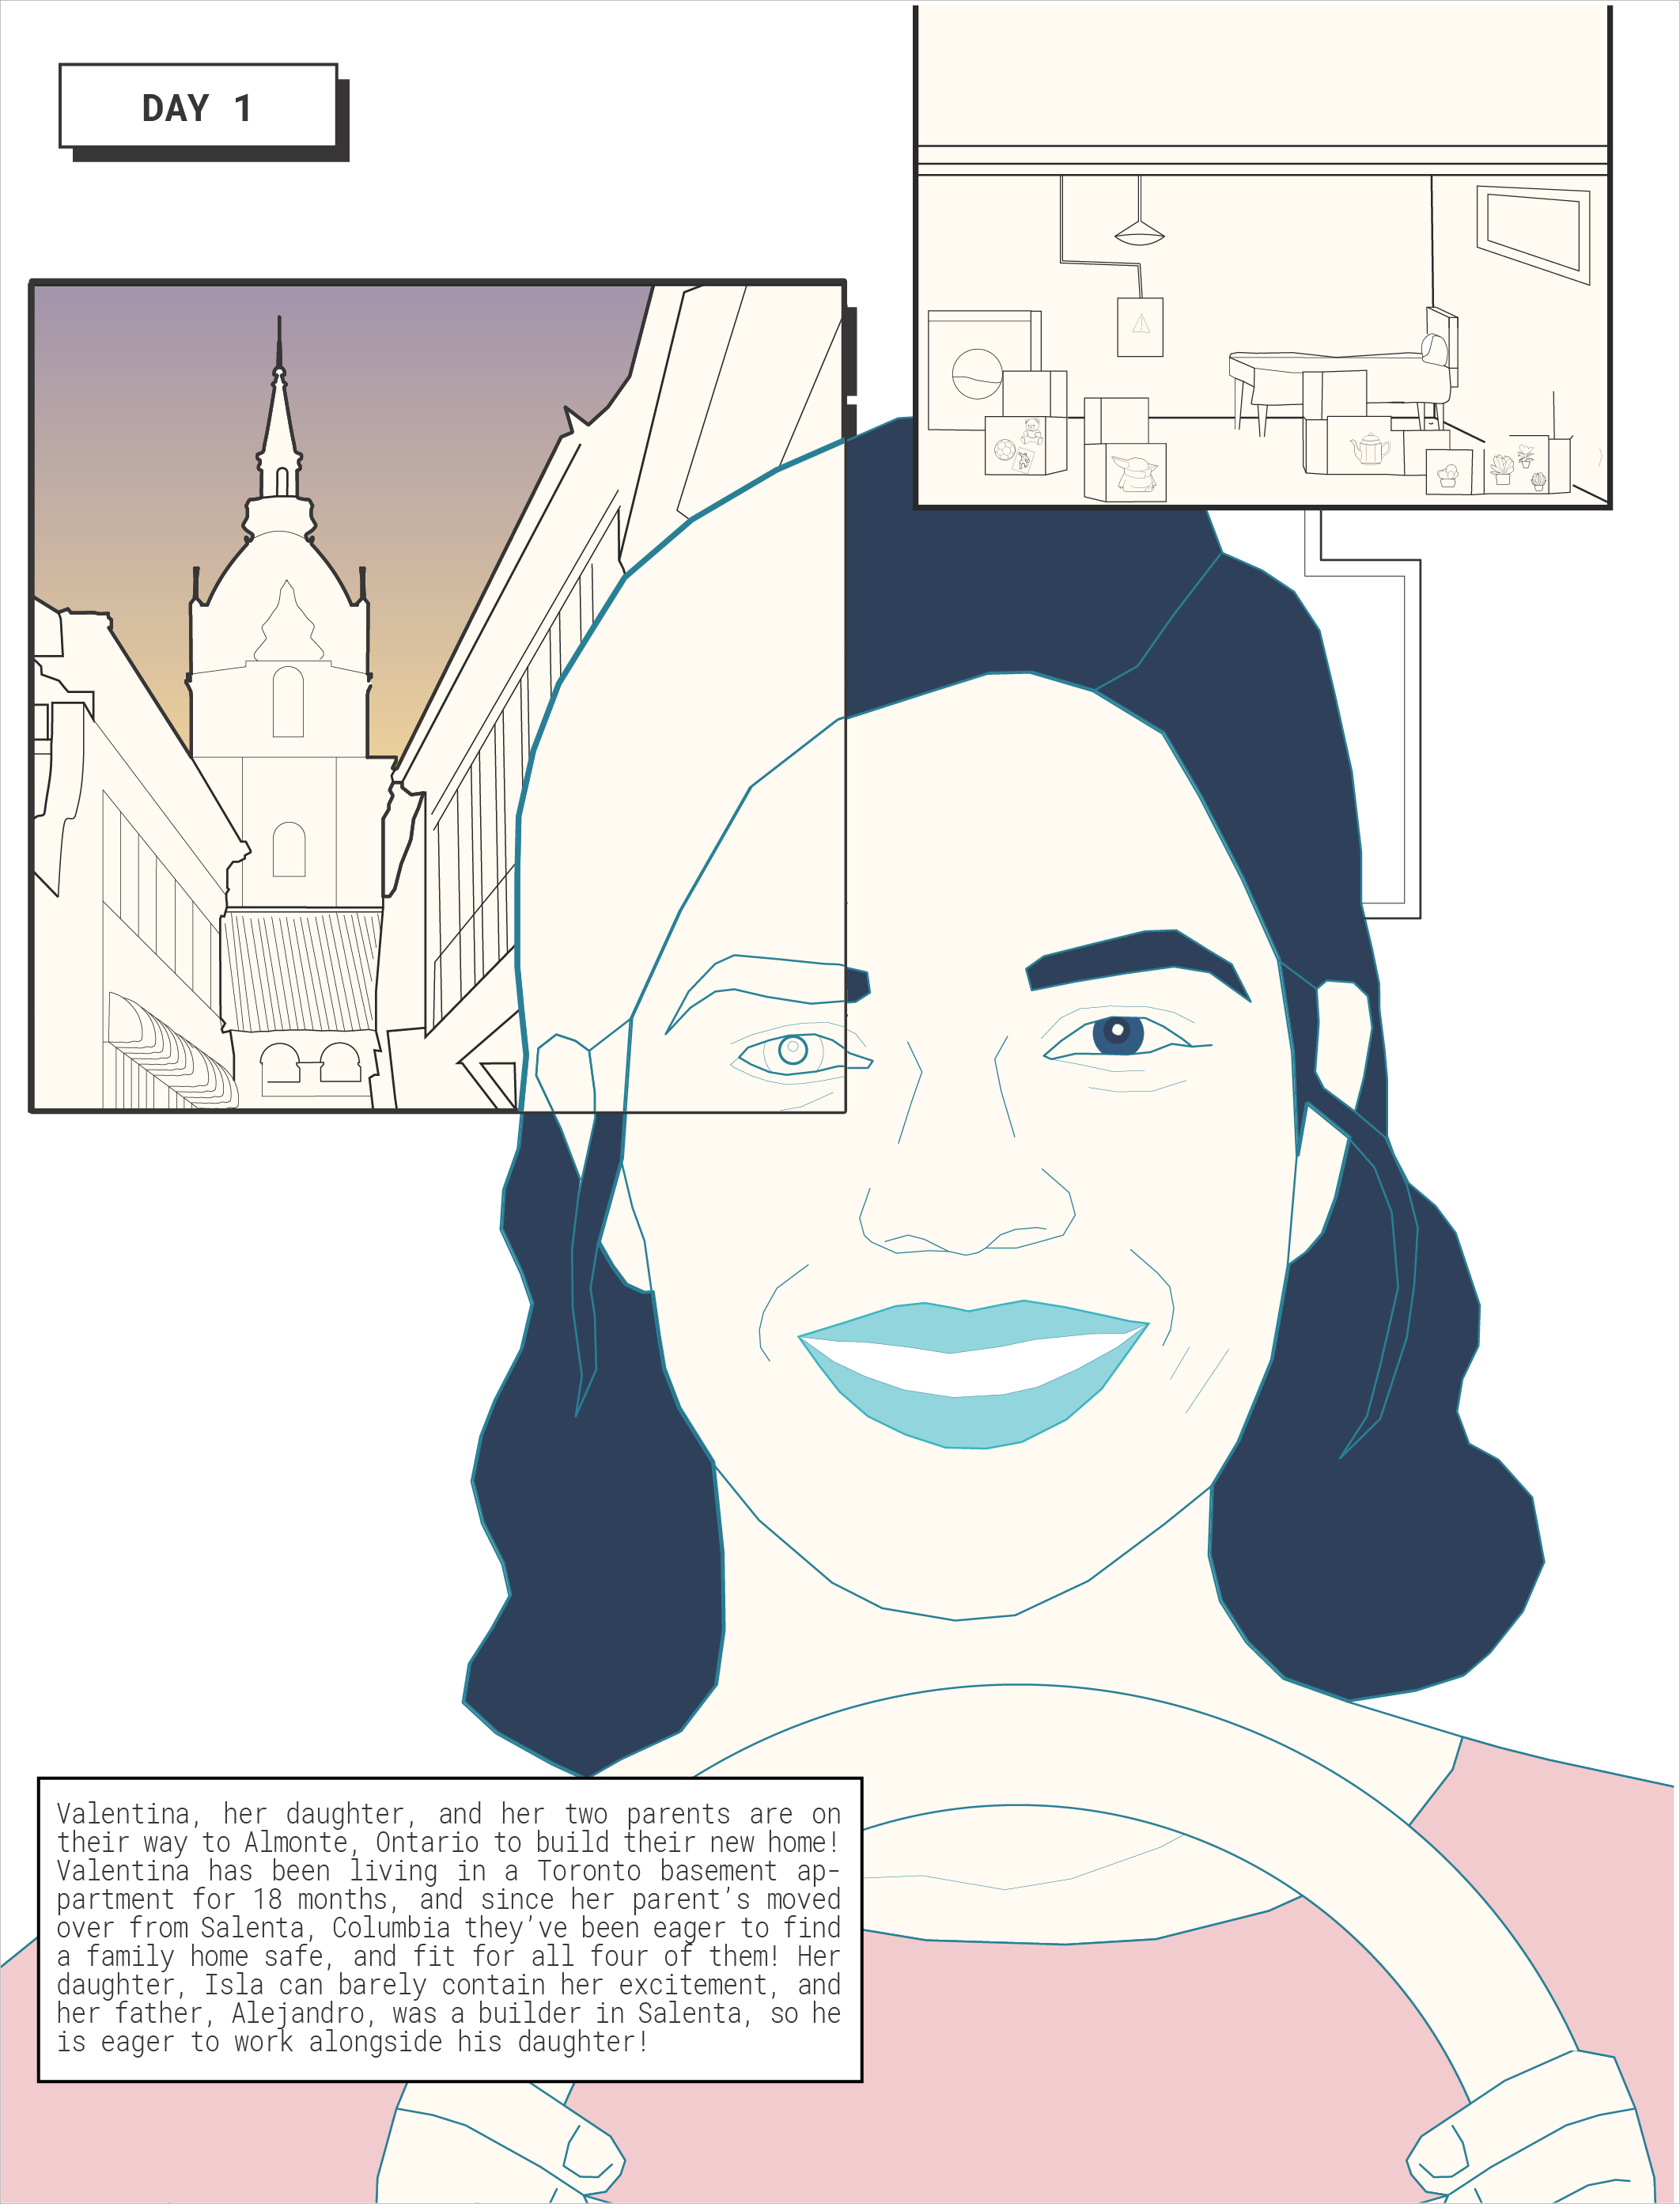 DAY 1
Valentina, her daughter, and her two parents are on
their way to Almonte, Ontario to build their new home!
Valentina has been living in a Toronto basement ap-
partment for 18 months, and since her parent's moved
over from Salenta, Columbia they've been eager to find
a family home safe, and fit for all four of them! Her
daughter, Isla can barely contain her excitement, and
her father, Alejandro, was a builder in Salenta, so he
is eager to work alongside his daughter!